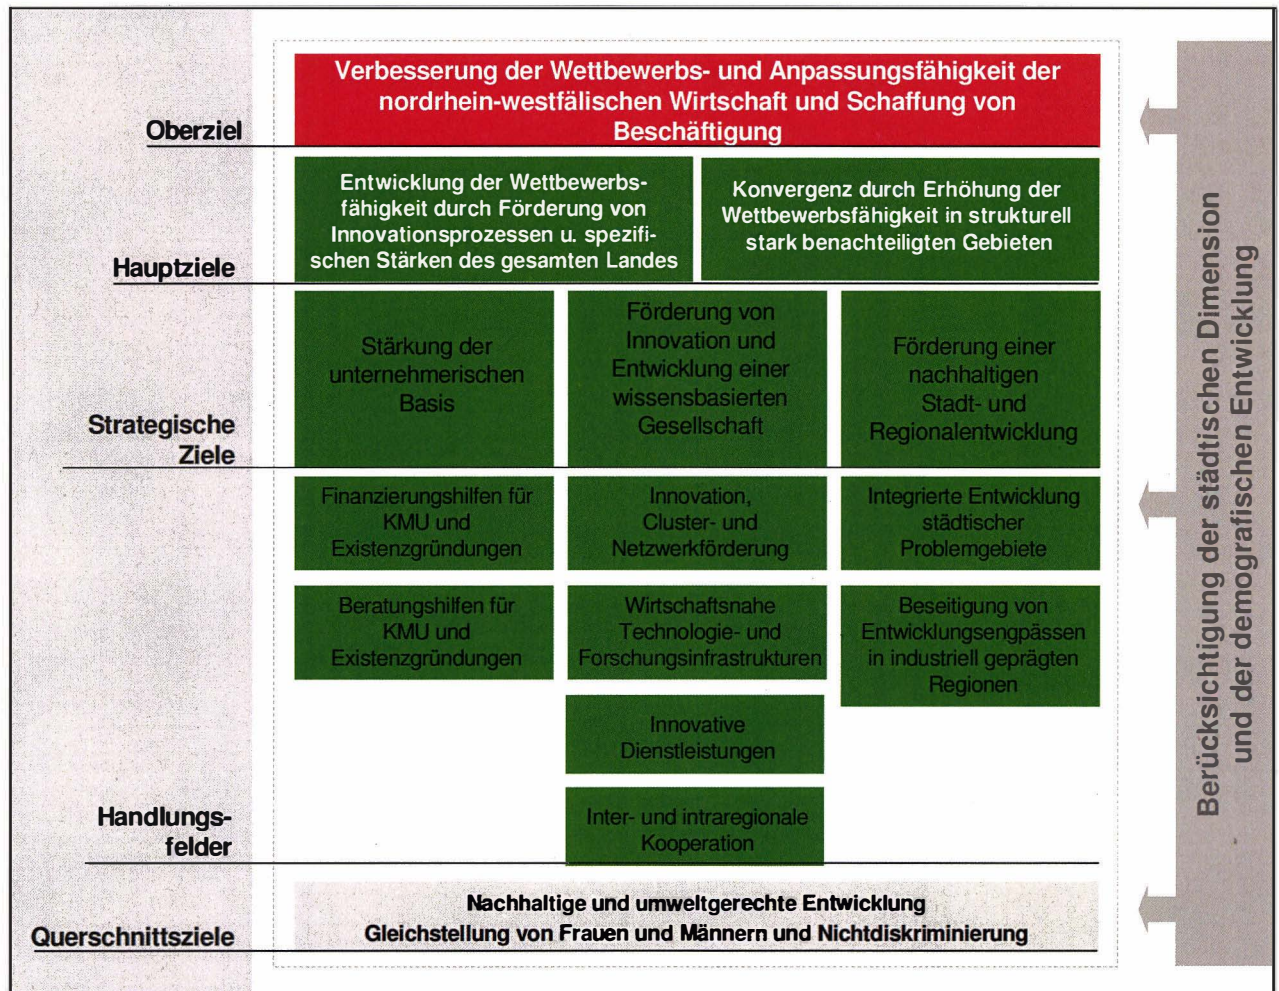 Oberziel
Verbesserung der Wettbewerbs- und Anpassungsfähigkeit der
nordrhein-westfälischen Wirtschaft und Schaffung von
Beschäftigung
Hauptziele
Entwicklung der Wettbewerbs-
fähigkeit durch Förderung von
Innovationsprozessen u. spezifi-
schen Stärken des gesamten Landes
Konvergenz durch Erhöhung der
Wettbewerbsfähigkeit in strukturell
stark benachteiligten Gebieten
Strategische
Ziele
Stärkung der
unternehmerischen
Basis
Förderung von
Innovation und
Entwicklung einer
wissensbasierten
Gesellschaft
Förderung einer
nachhaltigen
Stadt- und
Regionalentwicklung
Handlungs-
felder
Finanzierungshilfen für
KMU und
Existenzgründungen
Innovation,
Cluster- und
Netzwerkförderung
Integrierte Entwicklung
städtischer
Problemgebiete
Beratungshilfen für
KMU und
Existenzgründungen
Wirtschaftsnahe
Technologie- und
Forschungsinfrastrukturen
Beseitigung von
Entwicklungsengpässen
in industriell geprägten
Regionen
Innovative
Dienstleistungen
Inter- und intraregionale
Kooperation
Querschnittsziele
Nachhaltige und umweltgerechte Entwicklung
Gleichstellung von Frauen und Männern und Nichtdiskriminierung
Berücksichtigung der städtischen Dimension
und der demografischen Entwicklung